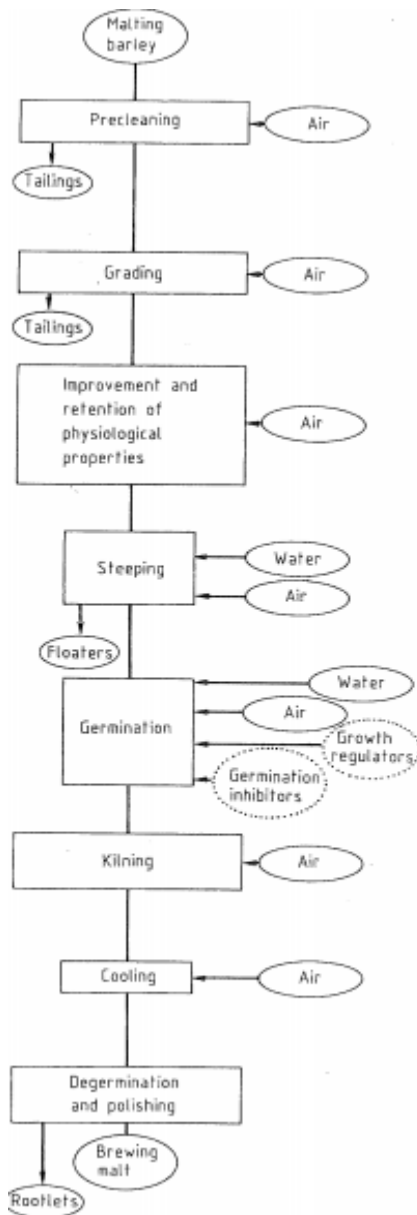 Malting
barley
Precleaning
Air
Tailings
Grading
Air
Tailings
Improvement and
retention of
physiological
properties
Air
Steeping
Water
Air
Floaters
Germination
Water
Air
Growth
regulators
Germination
inhibitors
Kilning
Air
Cooling
Air
Degermination
and polishing
Brewing
malt
Rootlets